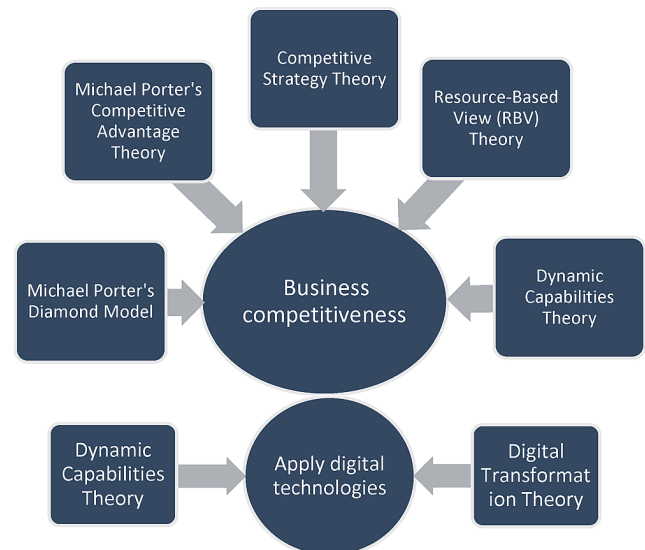 Competitive
Strategy Theory
Michael Porter's
Competitive
Advantage
Theory
Resource-Based
View (RBV)
Theory
Michael Porter's
Diamond Model
Business
competitiveness
Dynamic
Capabilities
Theory
Dynamic
Capabilities
Theory
Apply digital
technologies
Digital
Transformat
ion Theory